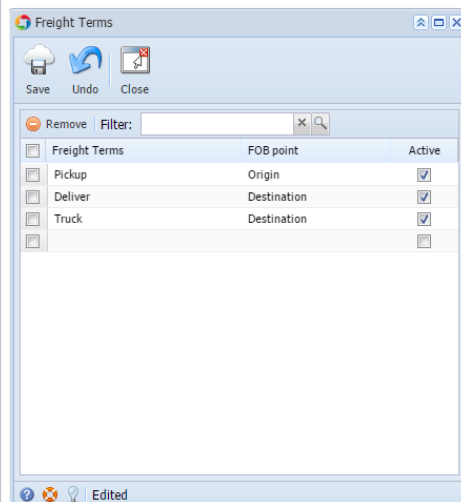 Freight Terms
Save Undo Close
Remove Filter:
Freight Terms FOB point Active
Pickup Origin
Deliver Destination
Truck Destination
Edited